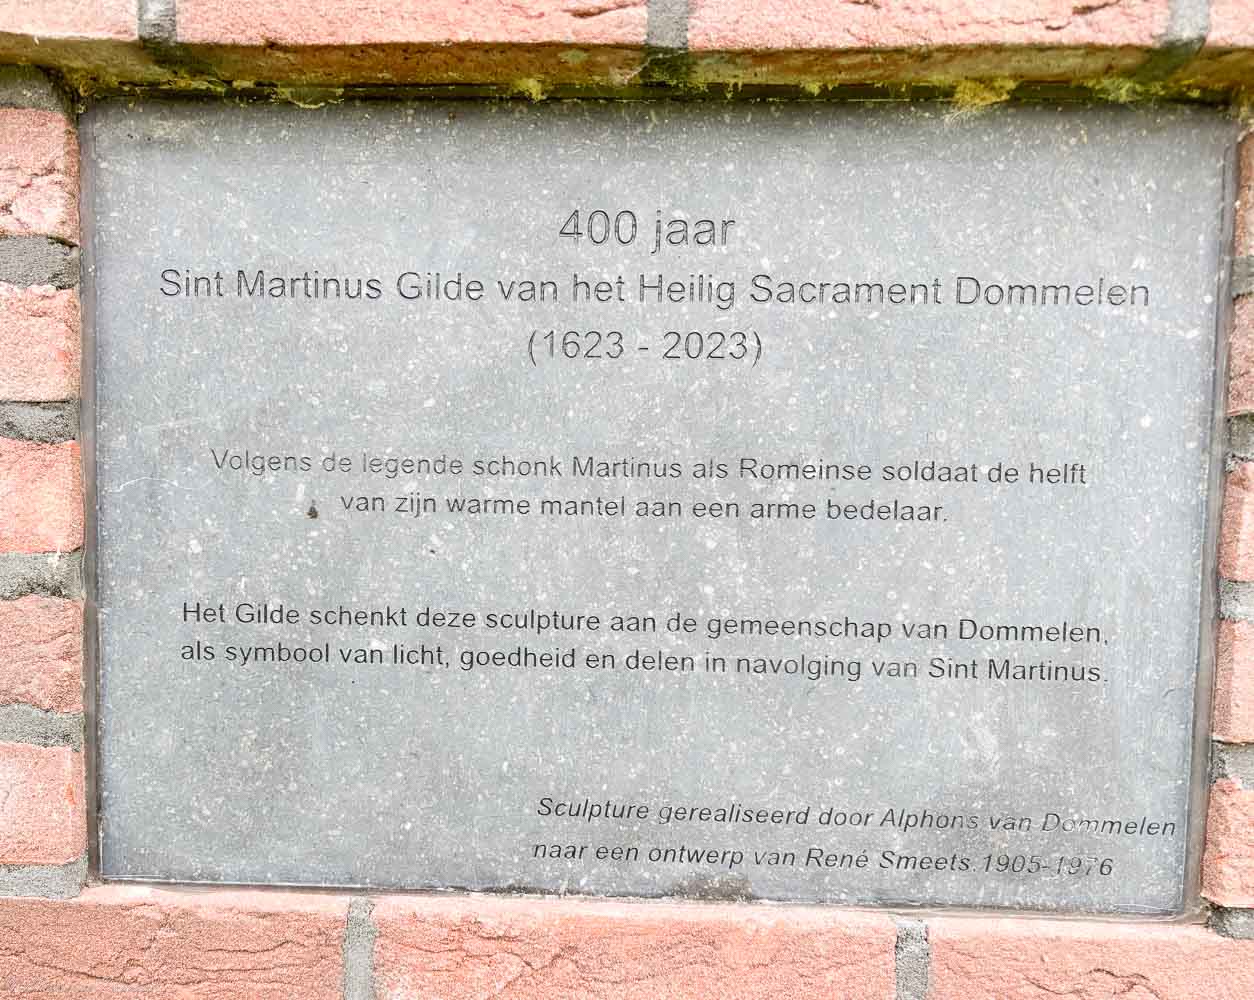 400 jaar
Sint Martinus Gilde van het Heilig Sacrament Dommelen
(1623 - 2023)
Volgens de legende schonk Martinus als Romeinse soldaat de helft
van zijn warme mantel aan een arme bedelaar.
Het Gilde schenkt deze sculpture aan de gemeenschap van Dommelen,
als symbool van licht, goedheid en delen in navolging van Sint Martinus.
Sculpture gerealiseerd door Alphons van Dommelen
naar een ontwerp van René Smeets.1905-1976